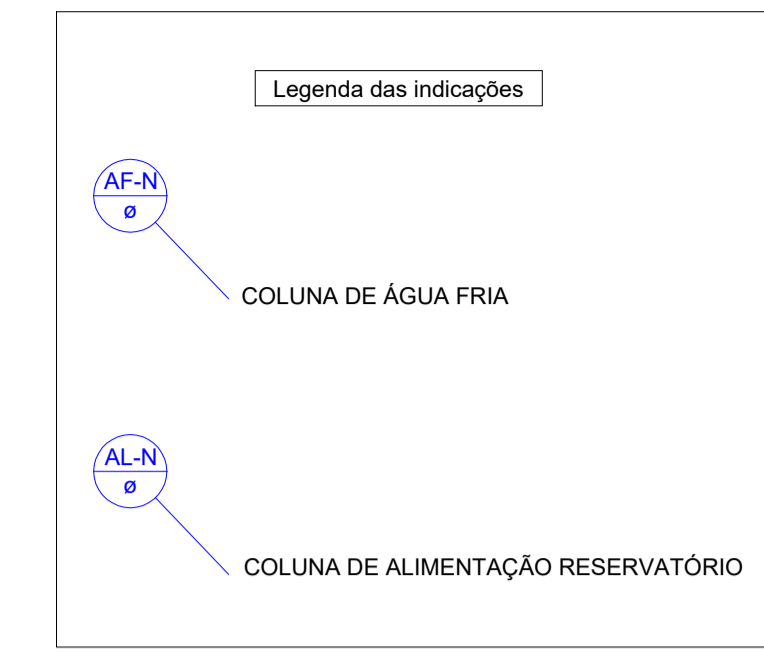 Legenda das indicações
AF-N
ø
COLUNA DE ÁGUA FRIA
AL-N
ø
COLUNA DE ALIMENTAÇÃO RESERVATÓRIO